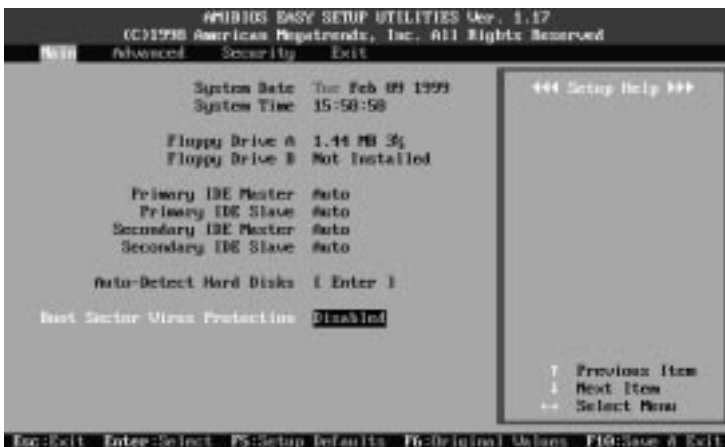 AMIBIOS EASY SETUP UTILITIES Ver. 1.17
(C)1998 American Megatrends, Inc. All Rights Reserved
Main Advanced Security Exit
System Date Tue Feb 09 1999
System Time 15:58:58
Floppy Drive A 1.44 MB 3½
Floppy Drive B Not Installed
Primary IDE Master Auto
Primary IDE Slave Auto
Secondary IDE Master Auto
Secondary IDE Slave Auto
Auto-Detect Hard Disks [ Enter ]
Boot Sector Virus Protection Disabled
◄◄◄ Setup Help ►►►
↑ Previous Item
↓ Next Item
↔ Select Menu
Esc:Exit Enter:Select F5:Setup Defaults F6:Original Values F10:Save & Exit